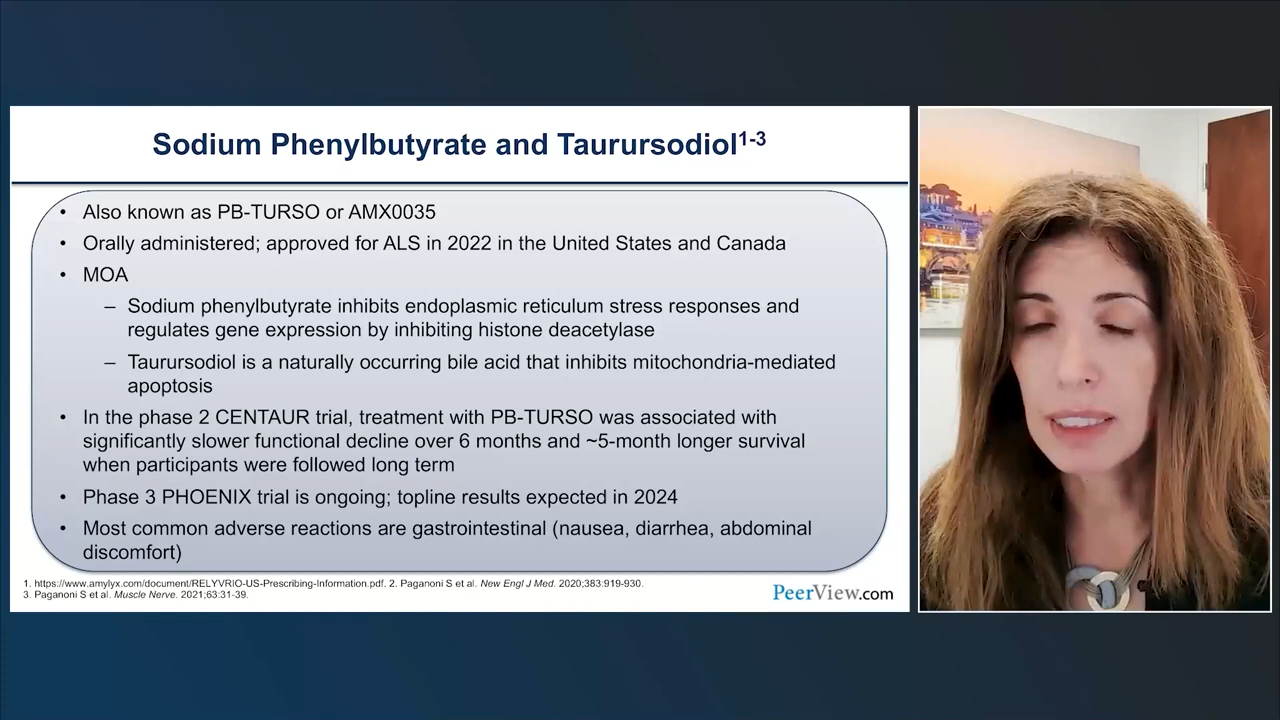 Sodium Phenylbutyrate and Taurursodiol1-3
• Also known as PB-TURSO or AMX0035
• Orally administered; approved for ALS in 2022 in the United States and Canada
• MOA
– Sodium phenylbutyrate inhibits endoplasmic reticulum stress responses and
regulates gene expression by inhibiting histone deacetylase
– Taurursodiol is a naturally occurring bile acid that inhibits mitochondria-mediated
apoptosis
• In the phase 2 CENTAUR trial, treatment with PB-TURSO was associated with
significantly slower functional decline over 6 months and ~5-month longer survival
when participants were followed long term
• Phase 3 PHOENIX trial is ongoing; topline results expected in 2024
• Most common adverse reactions are gastrointestinal (nausea, diarrhea, abdominal
discomfort)
1. https://www.amylyx.com/document/RELYVRIO-US-Prescribing-Information.pdf. 2. Paganoni S et al. New Engl J Med. 2020;383:919-930.
3. Paganoni S et al. Muscle Nerve. 2021;63:31-39.
PeerView.com